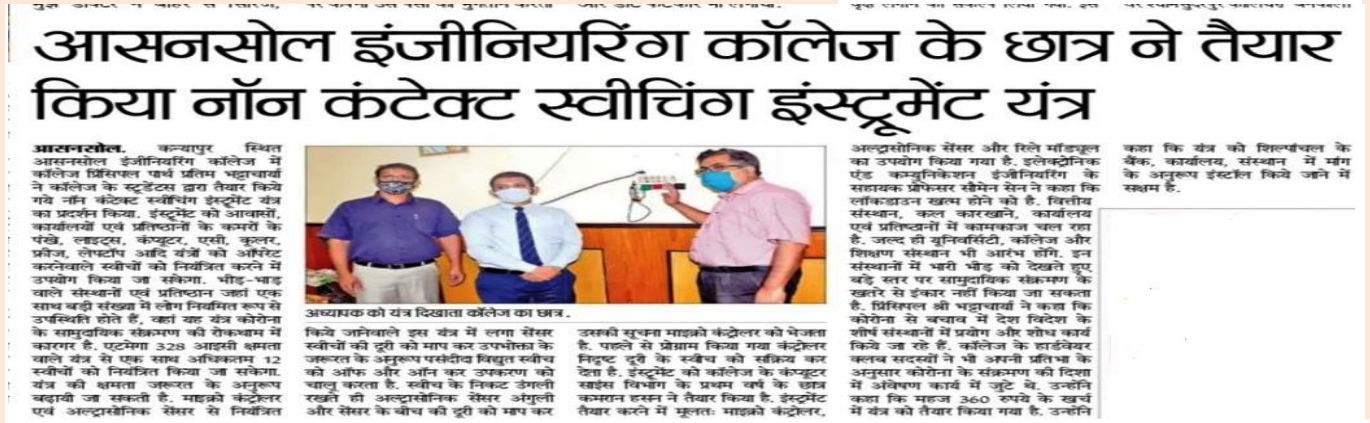 आसनसोल इंजीनियरिंग कॉलेज के छात्र ने तैयार
किया नॉन कंटेक्ट स्वीचिंग इंस्ट्रूमेंट यंत्र
आसनसोल. कन्यापुर स्थित
आसनसोल इंजीनियरिंग कॉलेज में
कॉलेज प्रिंसिपल पार्थ प्रतिम भट्टाचार्या
ने कॉलेज के स्टूडेंटस द्वारा तैयार किये
गये नॉन कंटेक्ट स्वीचिंग इंस्ट्रूमेंट यंत्र
का प्रदर्शन किया. इंस्ट्रूमेंट को आवासों,
कार्यालयों एवं प्रतिष्ठानों के कमरों के
पंखे, लाइट्स, कंप्यूटर, एसी, कूलर,
फ्रीज, लेपटॉप आदि यंत्रों को ऑपरेट
करनेवाले स्वीचों को नियंत्रित करने में
उपयोग किया जा सकेगा. भीड़-भाड़
वाले संस्थानों एवं प्रतिष्ठान जहां एक
साथ बड़ी संख्या में लोग नियमित रूप से
उपस्थिति होते हैं, वहां यह यंत्र कोरोना
के सामुदायिक संक्रमण की रोकथाम में
कारगर है. एटमेगा 328 आइसी क्षमता
वाले यंत्र से एक साथ अधिकतम 12
स्वीचों को नियंत्रित किया जा सकेगा.
यंत्र की क्षमता जरूरत के अनुरूप
बढ़ायी जा सकती है. माइक्रो कंट्रोलर
एवं अल्ट्रासोनिक सेंसर से नियंत्रित
अध्यापक को यंत्र दिखाता कॉलेज का छात्र.
किये जानेवाले इस यंत्र में लगा सेंसर
स्वीचों की दूरी को माप कर उपभोक्ता के
जरूरत के अनुरूप पसंदीदा विद्युत स्वीच
को ऑफ और ऑन कर उपकरण को
चालू करता है. स्वीच के निकट उंगली
रखते ही अल्ट्रासोनिक सेंसर अंगुली
और सेंसर के बीच की दूरी को माप कर
उसकी सूचना माइक्रो कंट्रोलर को भेजता
है. पहले से प्रोग्राम किया गया कंट्रोलर
निदृष्ट दूरी के स्वीच को सक्रिय कर
देता है. इंस्ट्रूमेंट को कॉलेज के कंप्यूटर
साइंस विभाग के प्रथम वर्ष के छात्र
कमरान हसन ने तैयार किया है. इंस्ट्रूमेंट
तैयार करने में मूलतः माइक्रो कंट्रोलर,
अल्ट्रासोनिक सेंसर और रिले मॉड्यूल
का उपयोग किया गया है. इलेक्ट्रोनिक
एंड कम्युनिकेशन इंजीनियरिंग के
सहायक प्रोफेसर सौमेन सेन ने कहा कि
लॉकडाउन खत्म होने को है. वित्तीय
संस्थान, कल कारखाने, कार्यालय
एवं प्रतिष्ठानों में कामकाज चल रहा
है. जल्द ही यूनिवर्सिटी, कॉलेज और
शिक्षण संस्थान भी आरंभ होंगे. इन
संस्थानों में भारी भीड़ को देखते हुए
बड़े स्तर पर सामुदायिक संक्रमण के
खतरे से इंकार नहीं किया जा सकता
है. प्रिंसिपल श्री भट्टाचार्या ने कहा कि
कोरोना से बचाव में देश विदेश के
शीर्ष संस्थानों में प्रयोग और शोध कार्य
किये जा रहे हैं. कॉलेज के हार्डवेयर
क्लब सदस्यों ने भी अपनी प्रतिभा के
अनुसार कोरोना के संक्रमण की दिशा
में अंवेषण कार्य में जुटे थे. उन्होंने
कहा कि महज 360 रुपये के खर्च
में यंत्र को तैयार किया गया है. उन्होंने
कहा कि यंत्र को शिल्पांचल के
बैंक, कार्यालय, संस्थान में मांग
के अनुरूप इंस्टॉल किये जाने में
सक्षम है.